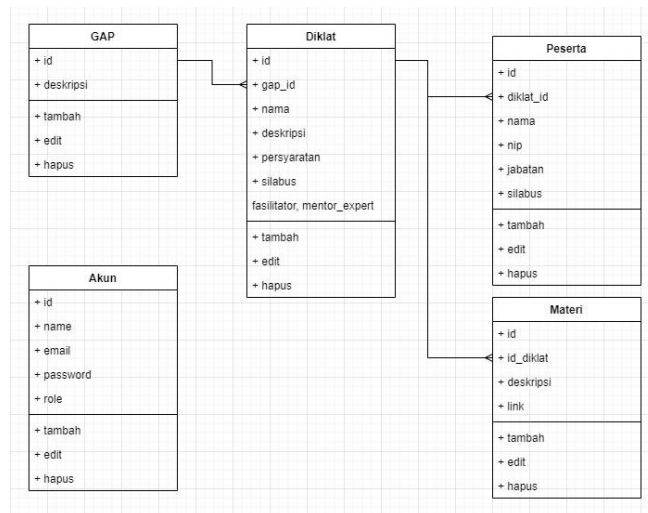 GAP
+ id
+ deskripsi
+ tambah
+ edit
+ hapus
Diklat
+ id
+ gap_id
+ nama
+ deskripsi
+ persyaratan
+ silabus
fasilitator, mentor_expert
+ tambah
+ edit
+ hapus
Peserta
+ id
+ diklat_id
+ nama
+ nip
+ jabatan
+ silabus
+ tambah
+ edit
+ hapus
Akun
+ id
+ name
+ email
+ password
+ role
+ tambah
+ edit
+ hapus
Materi
+ id
+ id_diklat
+ deskripsi
+ link
+ tambah
+ edit
+ hapus